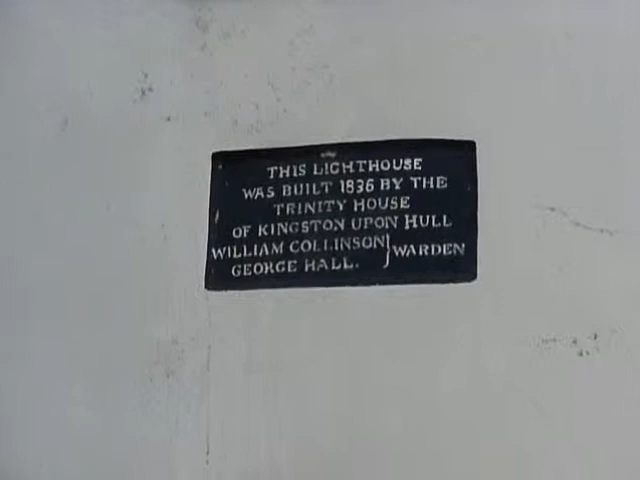 THIS LIGHTHOUSE
WAS BUILT 1836 BY THE
TRINITY HOUSE
OF KINGSTON UPON HULL
WILLIAM COLLINSON } WARDEN
GEORGE HALL.